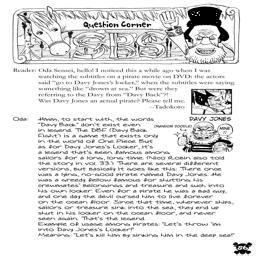 Question Corner
S.B.S.
Reader: Oda Sensei, hello! I noticed this a while ago when I was
watching the subtitles on a pirate movie on DVD: the actors
said "go to Davy Jones's locker," when the subtitles were saying
something like "drown at sea." But were they
referring to the Davy from "Davy Back"?!
Was Davy Jones an actual pirate? Please tell me.
--Tadokoro
DAVY JONES
Oda: Hmm, to start with, the words
"Davy Back" don't exist even
in legend. The DBF (Davy Back
Fight) is a name that exists only
in the world of One Piece. But
as for Davy Jones's Locker, it's
a legend that's been famous among
sailors for a long, long time. (Nico Robin also told
the story in vol. 33.) There are several different
versions, but basically it goes like this: There once
was a lying, no-good pirate named Davy Jones. He
was a greedy fellow famous for shutting his
crewmates' belongings and treasure and such into
his own locker. Even for a pirate he was a bad guy,
and one day the devil cursed him to live forever
on the ocean floor. Since that time, whenever ships,
sailors or treasure sink into the sea, they end up
shut in his locker on the ocean floor, and never
seen again. That's the legend.
Example of usage among pirates: "Let's throw 'im
into Davy Jones's Locker!"
Meaning: "Let's kill him by sinking him in the deep sea!"